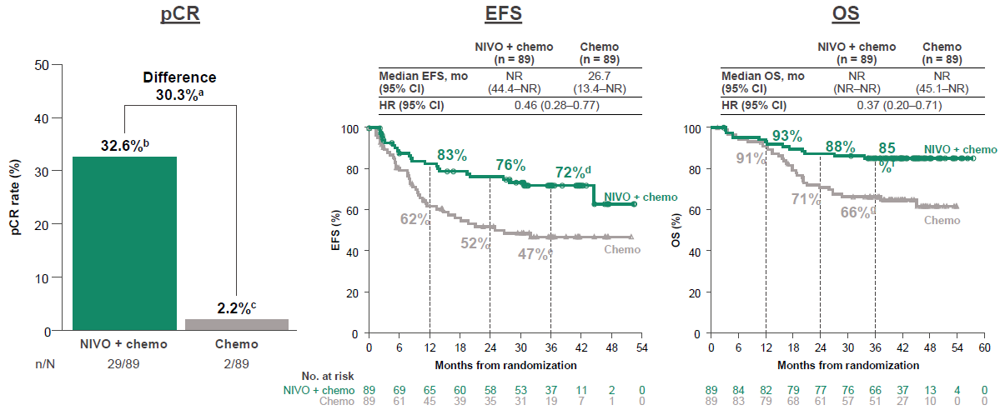 pCR
50
40
30
20
10
0
pCR rate (%)
Difference
30.3%ᵃ
32.6%ᵇ
2.2%ᶜ
NIVO + chemo
Chemo
n/N
29/89
2/89
EFS
NIVO + chemo
(n = 89)
Chemo
(n = 89)
Median EFS, mo
(95% CI)
NR
(44.4–NR)
26.7
(13.4–NR)
HR (95% CI)
0.46 (0.28–0.77)
100
80
60
40
20
0
EFS (%)
83%
76%
72%ᵈ
NIVO + chemo
62%
52%
47%ᵉ
Chemo
0 6 12 18 24 30 36 42 48 54
Months from randomization
No. at risk
NIVO + chemo 89 69 65 60 58 53 37 11 2 0
Chemo 89 61 45 39 35 31 19 7 1 0
OS
NIVO + chemo
(n = 89)
Chemo
(n = 89)
Median OS, mo
(95% CI)
NR
(NR–NR)
NR
(45.1–NR)
HR (95% CI)
0.37 (0.20–0.71)
100
80
60
40
20
0
OS (%)
93%
88%
85
%ᶠ
NIVO + chemo
91%
71%
66%ᵍ
Chemo
0 6 12 18 24 30 36 42 48 54 60
Months from randomization
89 84 82 79 77 76 66 37 13 4 0
89 83 79 68 61 57 51 27 10 0 0